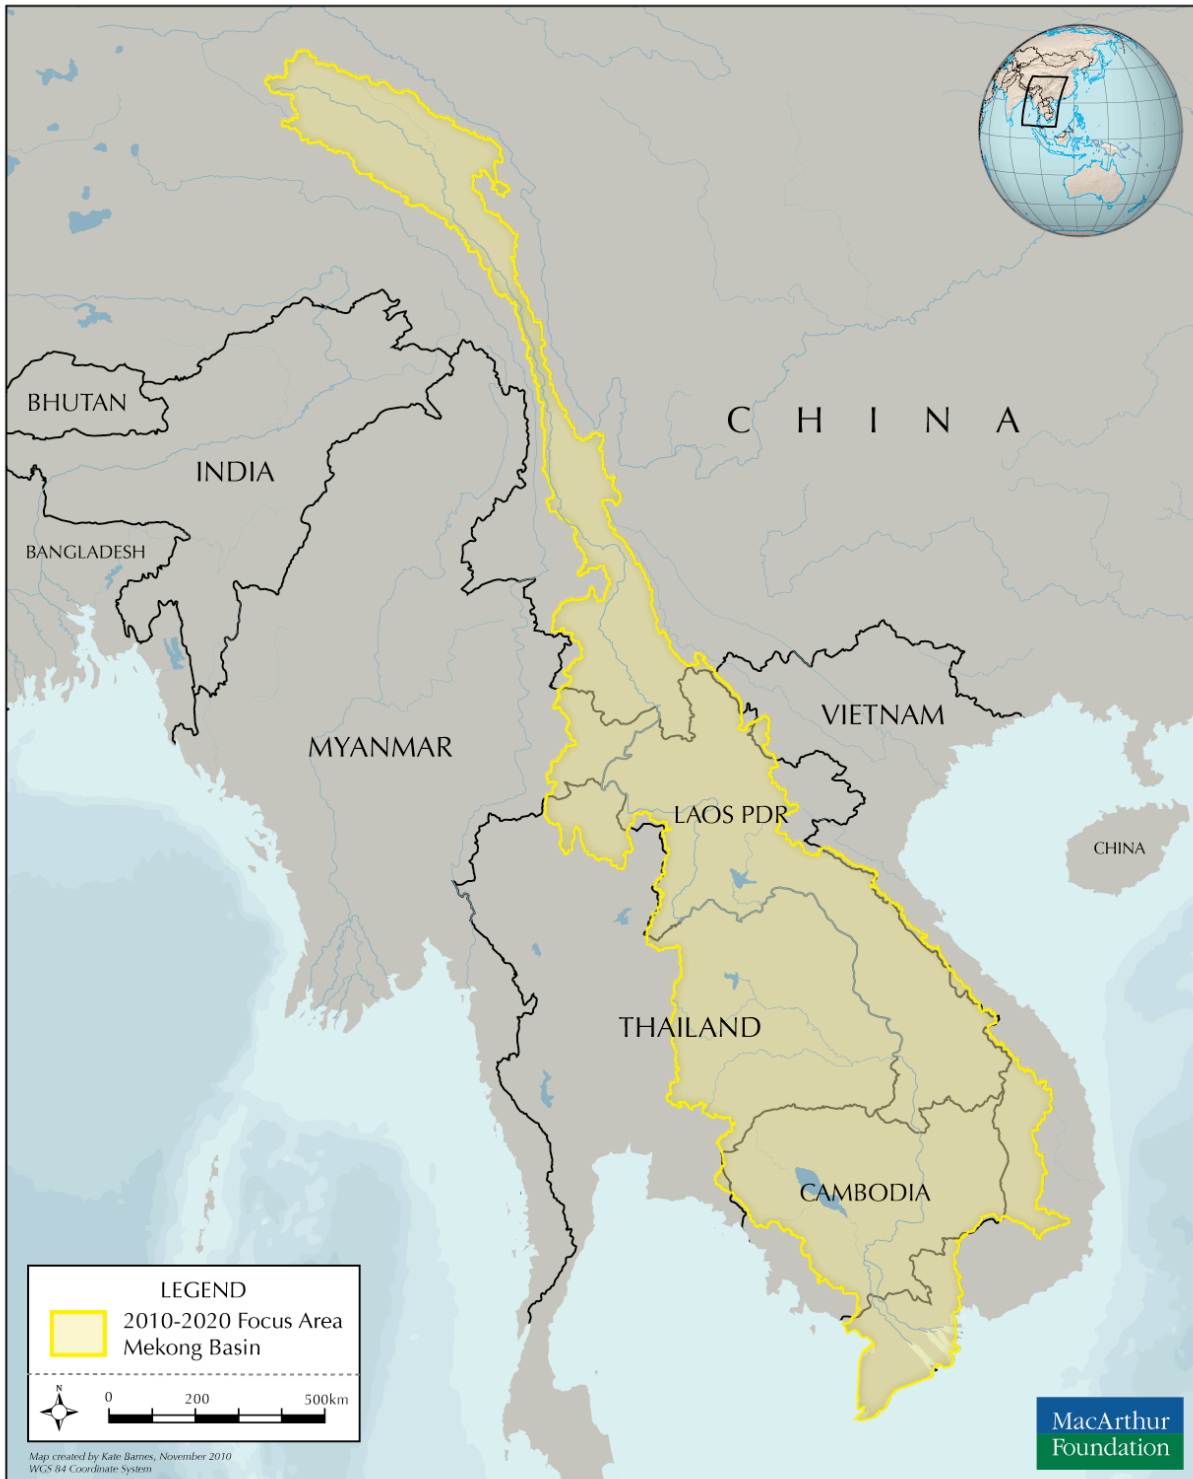 BHUTAN
C H I N A
INDIA
BANGLADESH
VIETNAM
MYANMAR
LAOS PDR
CHINA
THAILAND
CAMBODIA
LEGEND
2010-2020 Focus Area
Mekong Basin
N
0 200 500km
Map created by Kate Barnes, November 2010
WGS 84 Coordinate System
MacArthur
Foundation